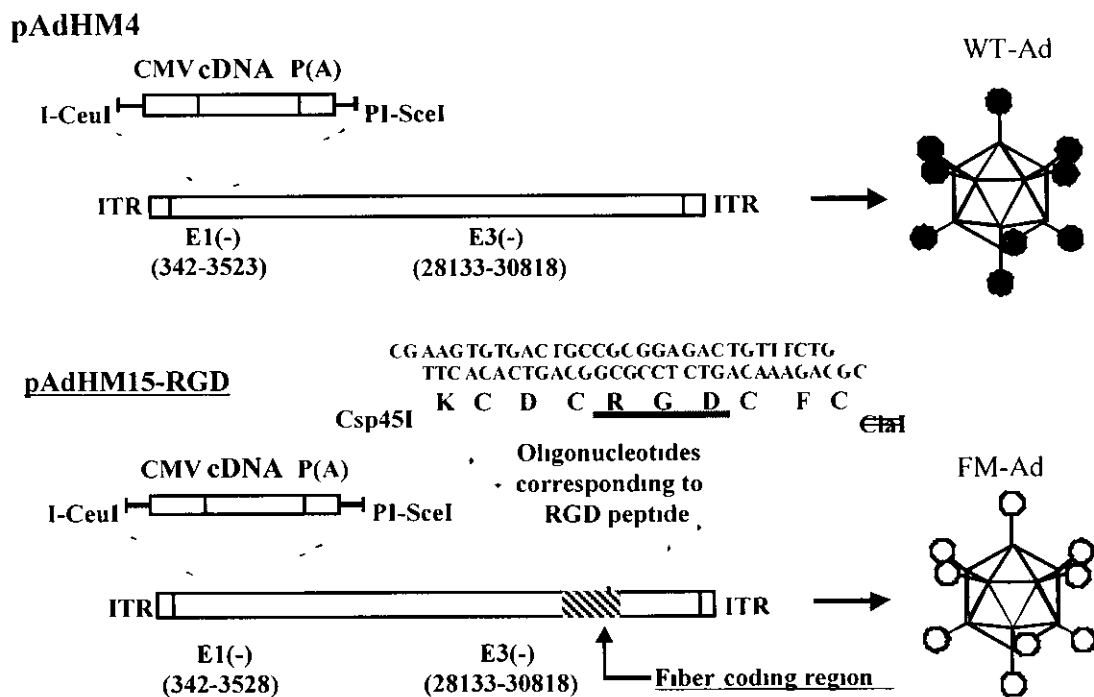 pAdHM4
WT-Ad
CMV cDNA P(A)
I-CeuI
PI-SceI
ITR
ITR
E1(-)
(342-3523)
E3(-)
(28133-30818)
CG AAGTGTGACTGCCGCGGAGACTGTTTCTG
TTCACACTGACGGCGCCTCTGACAAAGACGC
pAdHM15-RGD
K C D C R G D C F C
Csp45I
ClaI
Oligonucleotides
corresponding to
RGD peptide
FM-Ad
CMV cDNA P(A)
I-CeuI
PI-SceI
ITR
ITR
E1(-)
(342-3528)
E3(-)
(28133-30818)
Fiber coding region